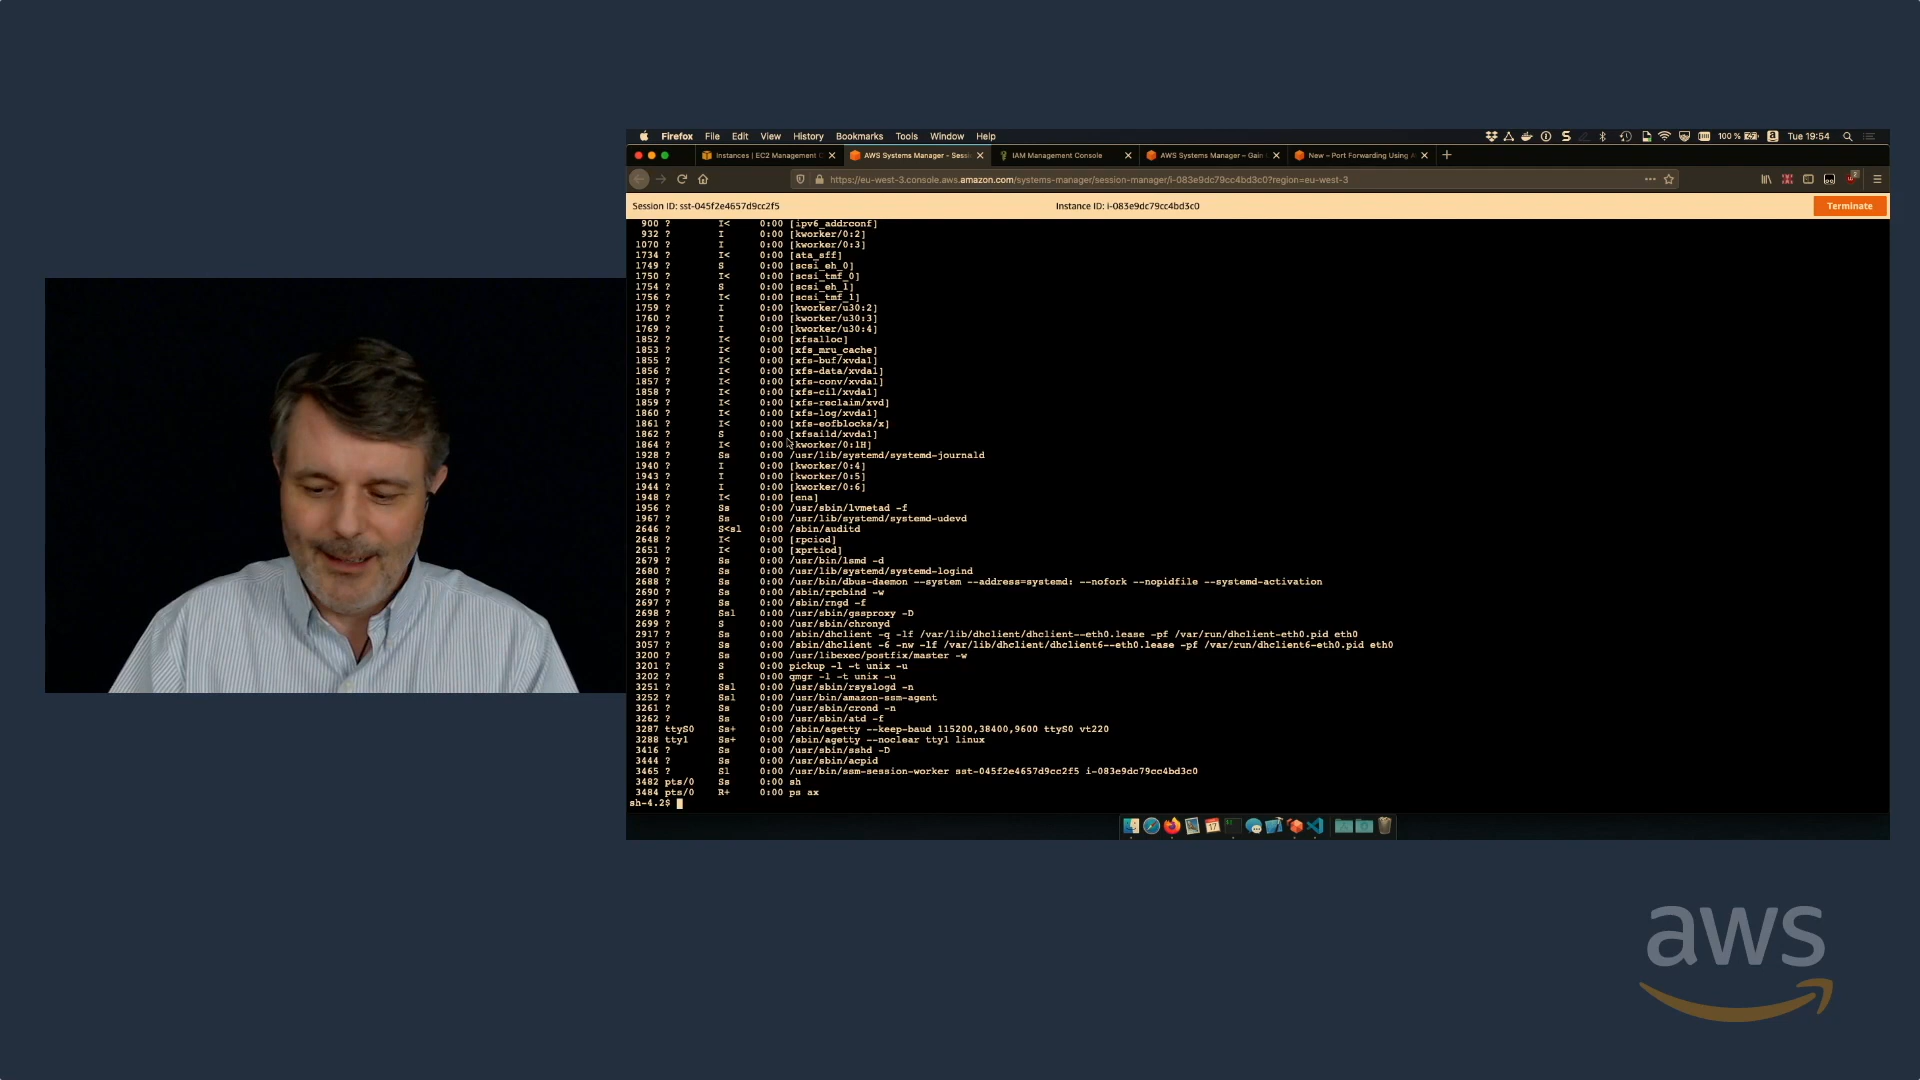 Firefox File Edit View History Bookmarks Tools Window Help
100 % Tue 19:54
Instances | EC2 Management C
AWS Systems Manager - Sessi
IAM Management Console
AWS Systems Manager – Gain
New – Port Forwarding Using A
https://eu-west-3.console.aws.amazon.com/systems-manager/session-manager/i-083e9dc79cc4bd3c0?region=eu-west-3
Session ID: sst-045f2e4657d9cc2f5 Instance ID: i-083e9dc79cc4bd3c0 Terminate
900 ? I< 0:00 [ipv6_addrconf]
932 ? I 0:00 [kworker/0:2]
1070 ? I 0:00 [kworker/0:3]
1734 ? I< 0:00 [ata_sff]
1749 ? S 0:00 [scsi_eh_0]
1750 ? I< 0:00 [scsi_tmf_0]
1754 ? S 0:00 [scsi_eh_1]
1756 ? I< 0:00 [scsi_tmf_1]
1759 ? I 0:00 [kworker/u30:2]
1760 ? I 0:00 [kworker/u30:3]
1769 ? I 0:00 [kworker/u30:4]
1852 ? I< 0:00 [xfsalloc]
1853 ? I< 0:00 [xfs_mru_cache]
1855 ? I< 0:00 [xfs-buf/xvda1]
1856 ? I< 0:00 [xfs-data/xvda1]
1857 ? I< 0:00 [xfs-conv/xvda1]
1858 ? I< 0:00 [xfs-cil/xvda1]
1859 ? I< 0:00 [xfs-reclaim/xvd]
1860 ? I< 0:00 [xfs-log/xvda1]
1861 ? I< 0:00 [xfs-eofblocks/x]
1862 ? S 0:00 [xfsaild/xvda1]
1864 ? I< 0:00 [kworker/0:1H]
1928 ? Ss 0:00 /usr/lib/systemd/systemd-journald
1940 ? I 0:00 [kworker/0:4]
1943 ? I 0:00 [kworker/0:5]
1944 ? I 0:00 [kworker/0:6]
1948 ? I< 0:00 [ena]
1956 ? Ss 0:00 /usr/sbin/lvmetad -f
1967 ? Ss 0:00 /usr/lib/systemd/systemd-udevd
2646 ? S<sl 0:00 /sbin/auditd
2648 ? I< 0:00 [rpciod]
2651 ? I< 0:00 [xprtiod]
2679 ? Ss 0:00 /usr/bin/lsmd -d
2680 ? Ss 0:00 /usr/lib/systemd/systemd-logind
2688 ? Ss 0:00 /usr/bin/dbus-daemon --system --address=systemd: --nofork --nopidfile --systemd-activation
2690 ? Ss 0:00 /sbin/rpcbind -w
2697 ? Ss 0:00 /sbin/rngd -f
2698 ? Ssl 0:00 /usr/sbin/gssproxy -D
2699 ? S 0:00 /usr/sbin/chronyd
2917 ? Ss 0:00 /sbin/dhclient -q -lf /var/lib/dhclient/dhclient--eth0.lease -pf /var/run/dhclient-eth0.pid eth0
3057 ? Ss 0:00 /sbin/dhclient -6 -nw -lf /var/lib/dhclient/dhclient6--eth0.lease -pf /var/run/dhclient6-eth0.pid eth0
3200 ? Ss 0:00 /usr/libexec/postfix/master -w
3201 ? S 0:00 pickup -l -t unix -u
3202 ? S 0:00 qmgr -l -t unix -u
3251 ? Ssl 0:00 /usr/sbin/rsyslogd -n
3252 ? Ssl 0:00 /usr/bin/amazon-ssm-agent
3261 ? Ss 0:00 /usr/sbin/crond -n
3262 ? Ss 0:00 /usr/sbin/atd -f
3287 ttyS0 Ss+ 0:00 /sbin/agetty --keep-baud 115200,38400,9600 ttyS0 vt220
3288 tty1 Ss+ 0:00 /sbin/agetty --noclear tty1 linux
3416 ? Ss 0:00 /usr/sbin/sshd -D
3444 ? Ss 0:00 /usr/sbin/acpid
3465 ? Sl 0:00 /usr/bin/ssm-session-worker sst-045f2e4657d9cc2f5 i-083e9dc79cc4bd3c0
3482 pts/0 Ss 0:00 sh
3484 pts/0 R+ 0:00 ps ax
sh-4.2$
aws